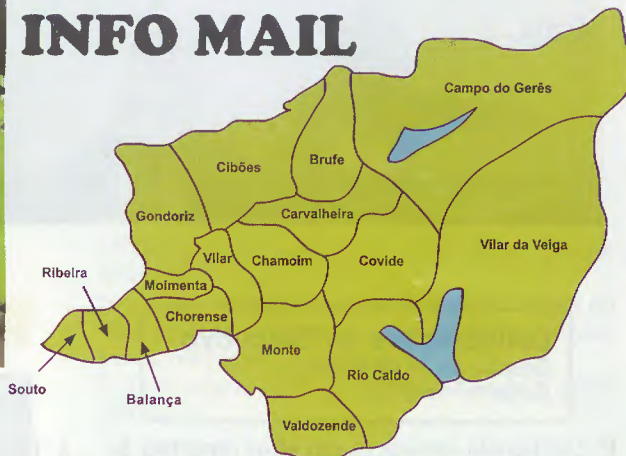 INFO MAIL
Campo do Gerês
Brufe
Cibões
Carvalheira
Gondoriz
Vilar da Veiga
Vilar
Chamoim
Covide
Ribeira
Moimenta
Chorense
Monte
Rio Caldo
Souto
Balança
Valdozende